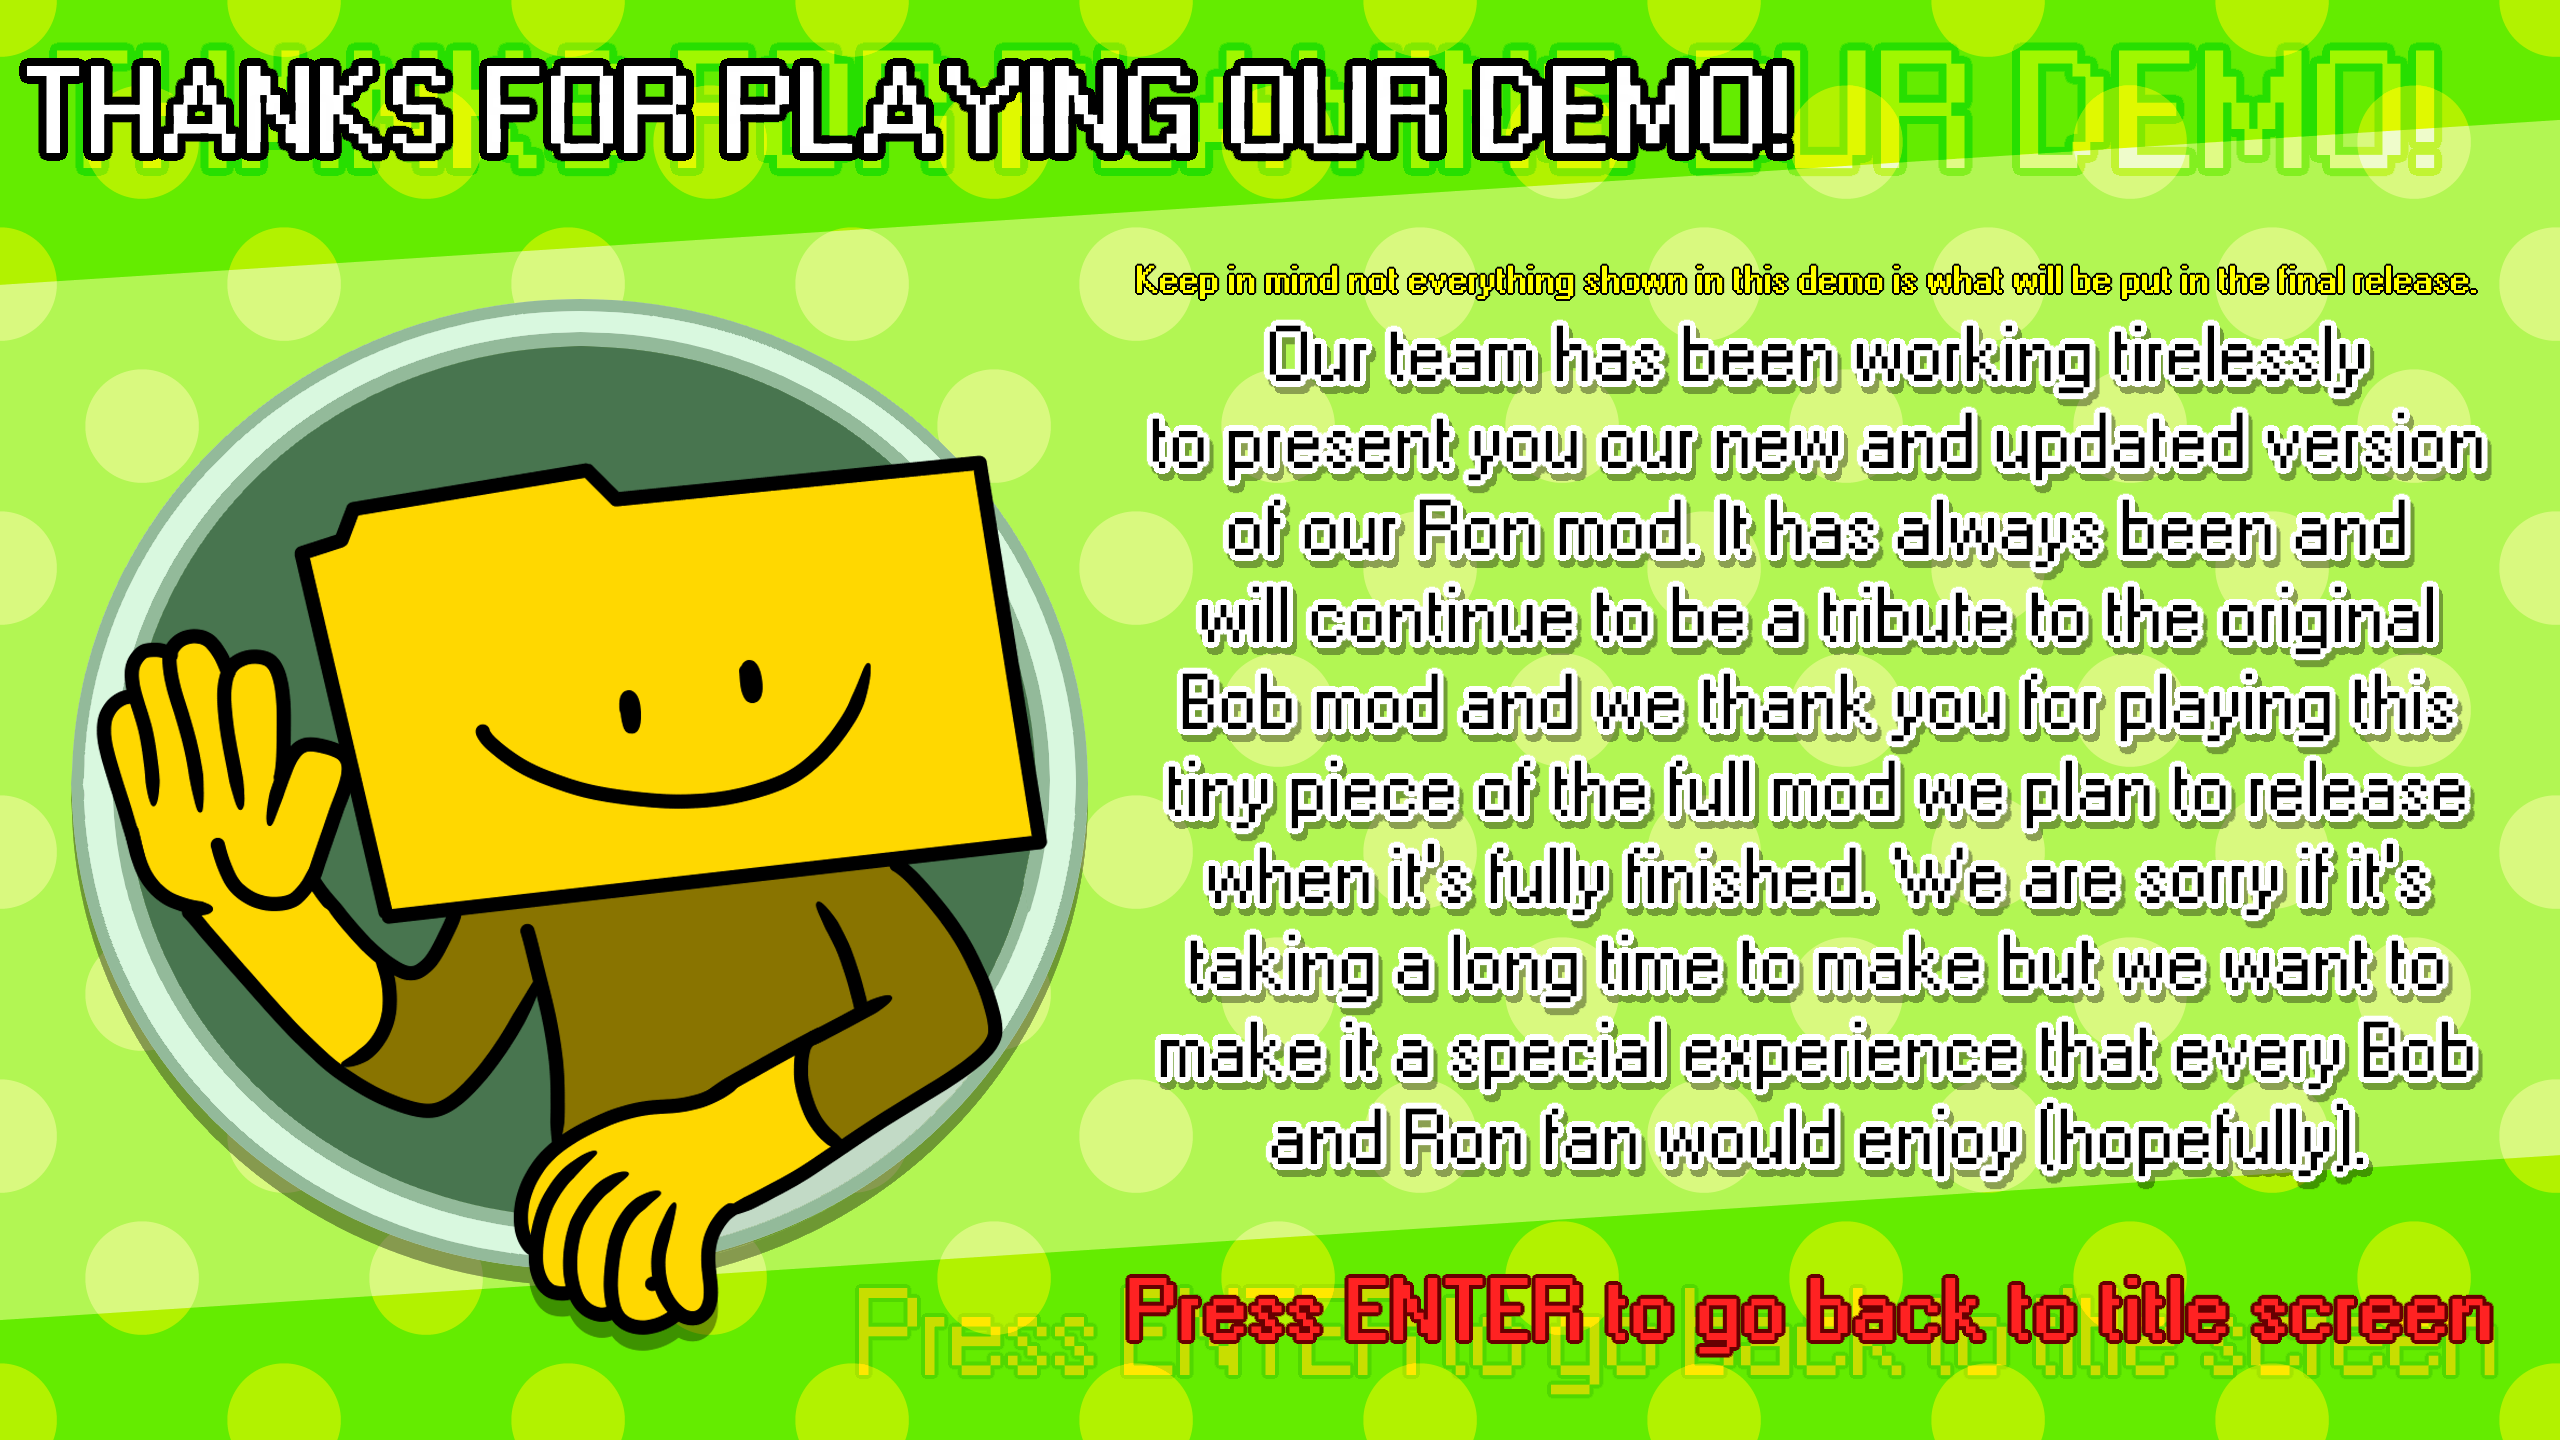 THANKS FOR PLAYING OUR DEMO!
Keep in mind not everything shown in this demo is what will be put in the final release.
Our team has been working tirelessly
to present you our new and updated version
of our Ron mod. It has always been and
will continue to be a tribute to the original
Bob mod and we thank you for playing this
tiny piece of the full mod we plan to release
when it's fully finished. We are sorry if it's
taking a long time to make but we want to
make it a special experience that every Bob
and Ron fan would enjoy (hopefully).
Press ENTER to go back to title screen